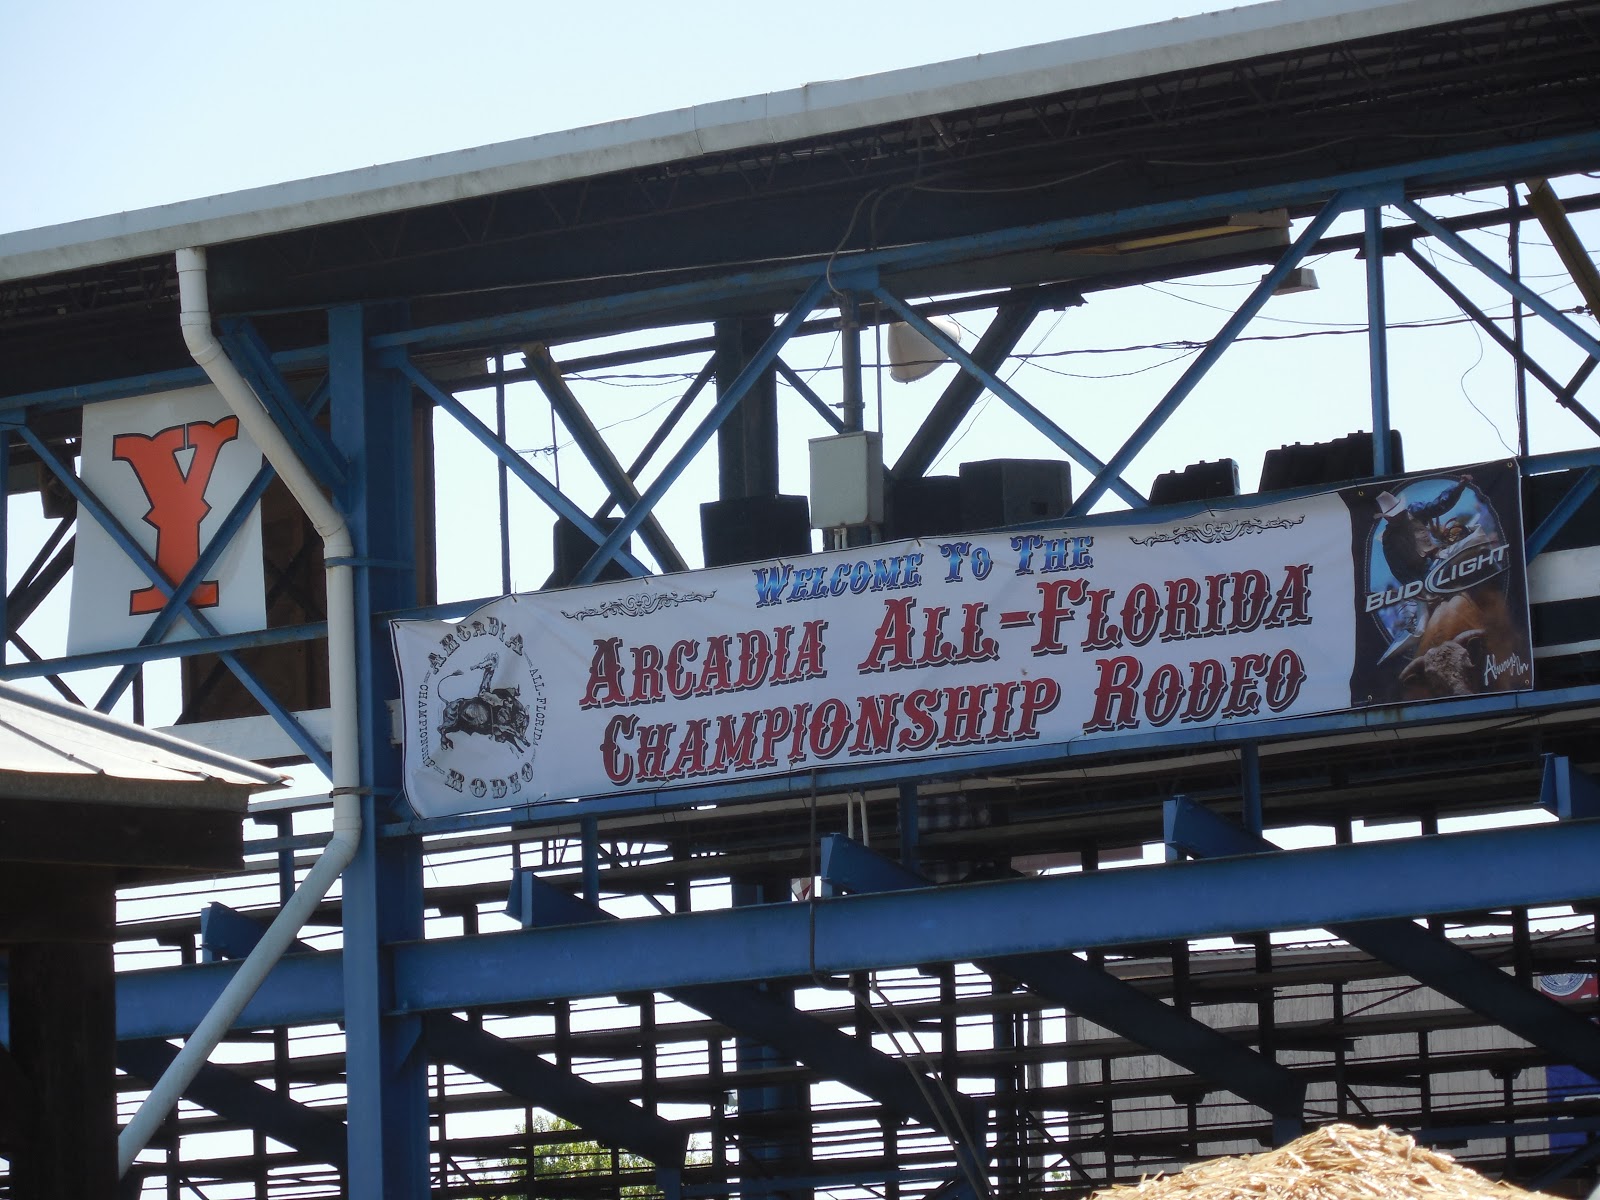 Y
WELCOME TO THE
ARCADIA ALL-FLORIDA
CHAMPIONSHIP RODEO
ARCADIA
ALL-FLORIDA
CHAMPIONSHIP
RODEO
BUD LIGHT